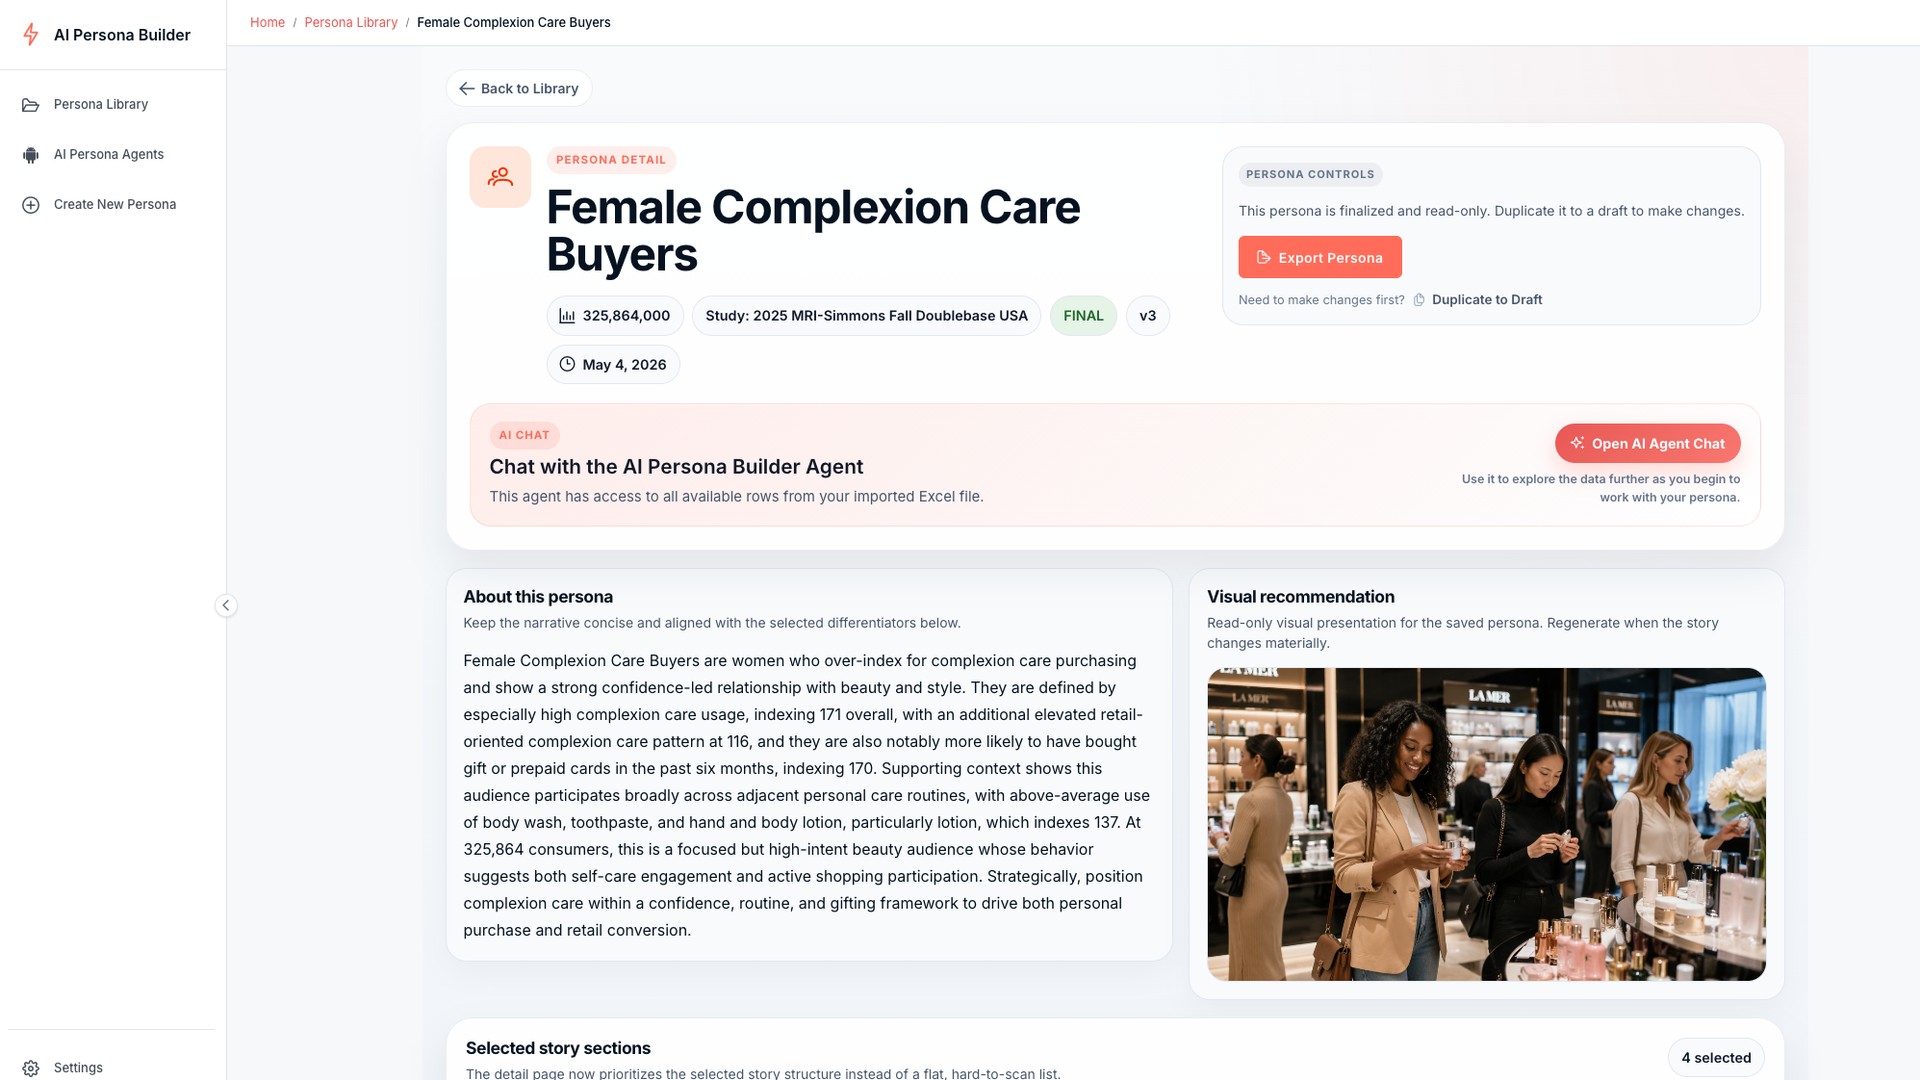 AI Persona Builder
Home / Persona Library / Female Complexion Care Buyers
Persona Library
AI Persona Agents
Create New Persona
Settings
Back to Library
PERSONA DETAIL
Female Complexion Care
Buyers
325,864,000
Study: 2025 MRI-Simmons Fall Doublebase USA
FINAL
v3
May 4, 2026
PERSONA CONTROLS
This persona is finalized and read-only. Duplicate it to a draft to make changes.
Export Persona
Need to make changes first? Duplicate to Draft
AI CHAT
Chat with the AI Persona Builder Agent
This agent has access to all available rows from your imported Excel file.
Open AI Agent Chat
Use it to explore the data further as you begin to
work with your persona.
About this persona
Keep the narrative concise and aligned with the selected differentiators below.
Female Complexion Care Buyers are women who over-index for complexion care purchasing
and show a strong confidence-led relationship with beauty and style. They are defined by
especially high complexion care usage, indexing 171 overall, with an additional elevated retail-
oriented complexion care pattern at 116, and they are also notably more likely to have bought
gift or prepaid cards in the past six months, indexing 170. Supporting context shows this
audience participates broadly across adjacent personal care routines, with above-average use
of body wash, toothpaste, and hand and body lotion, particularly lotion, which indexes 137. At
325,864 consumers, this is a focused but high-intent beauty audience whose behavior
suggests both self-care engagement and active shopping participation. Strategically, position
complexion care within a confidence, routine, and gifting framework to drive both personal
purchase and retail conversion.
Visual recommendation
Read-only visual presentation for the saved persona. Regenerate when the story
changes materially.
LA MER
LA MER
LA MER
LA MER
Selected story sections
4 selected
The detail page now prioritizes the selected story structure instead of a flat, hard-to-scan list.